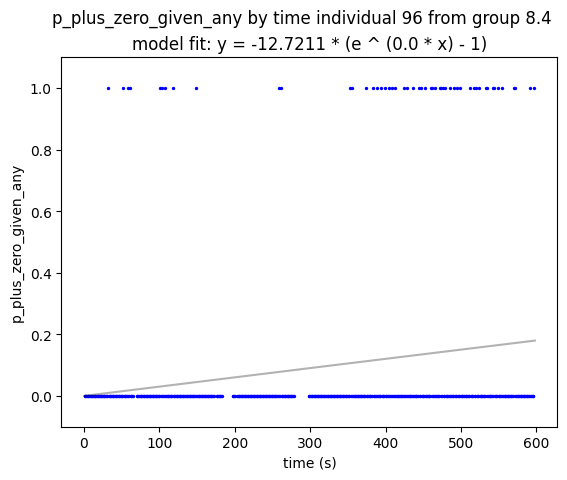 p_plus_zero_given_any by time individual 96 from group 8.4
model fit: y = -12.7211 * (e ^ (0.0 * x) - 1)
1.0
0.8
0.6
0.4
0.2
0.0
p_plus_zero_given_any
0 100 200 300 400 500 600
time (s)